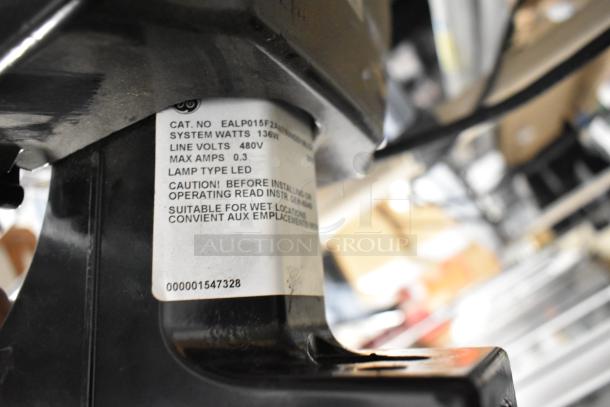 CAT. NO EALP015F2
SYSTEM WATTS 136W
LINE VOLTS 480V
MAX AMPS 0.3
LAMP TYPE LED
CAUTION! BEFORE INSTALLING OR
OPERATING READ INSTR.
SUITABLE FOR WET LOCATIONS
CONVIENT AUX EMPLACEMENTS
000001547328
AUCTION GROUP